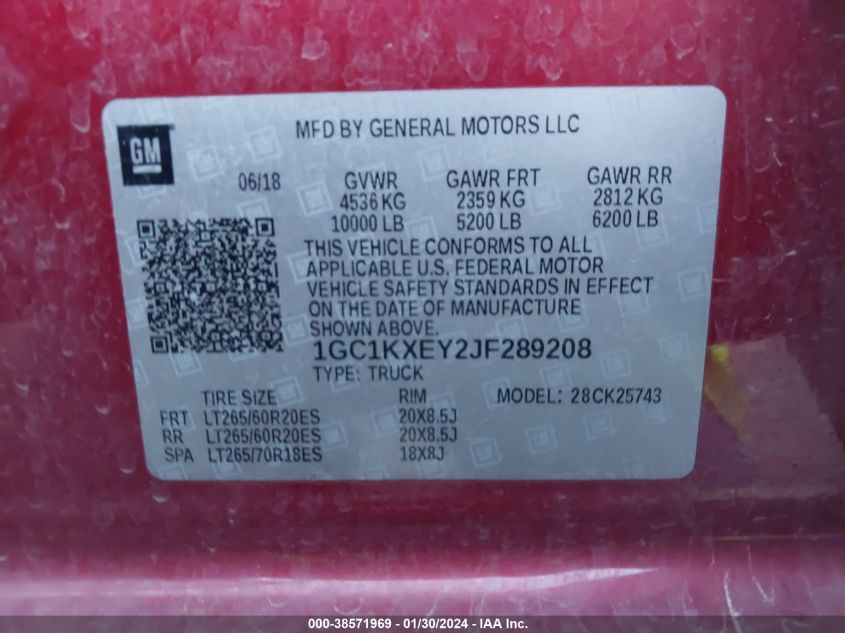 MFD BY GENERAL MOTORS LLC
GM
06/18 GVWR GAWR FRT GAWR RR
4536 KG 2359 KG 2812 KG
10000 LB 5200 LB 6200 LB
THIS VEHICLE CONFORMS TO ALL
APPLICABLE U.S. FEDERAL MOTOR
VEHICLE SAFETY STANDARDS IN EFFECT
ON THE DATE OF MANUFACTURE
SHOWN ABOVE.
1GC1KXEY2JF289208
TYPE: TRUCK
TIRE SIZE RIM MODEL: 28CK25743
FRT LT265/60R20ES 20X8.5J
RR LT265/60R20ES 20X8.5J
SPA LT265/70R18ES 18X8J
000-38571969 - 01/30/2024 - IAA, Inc.